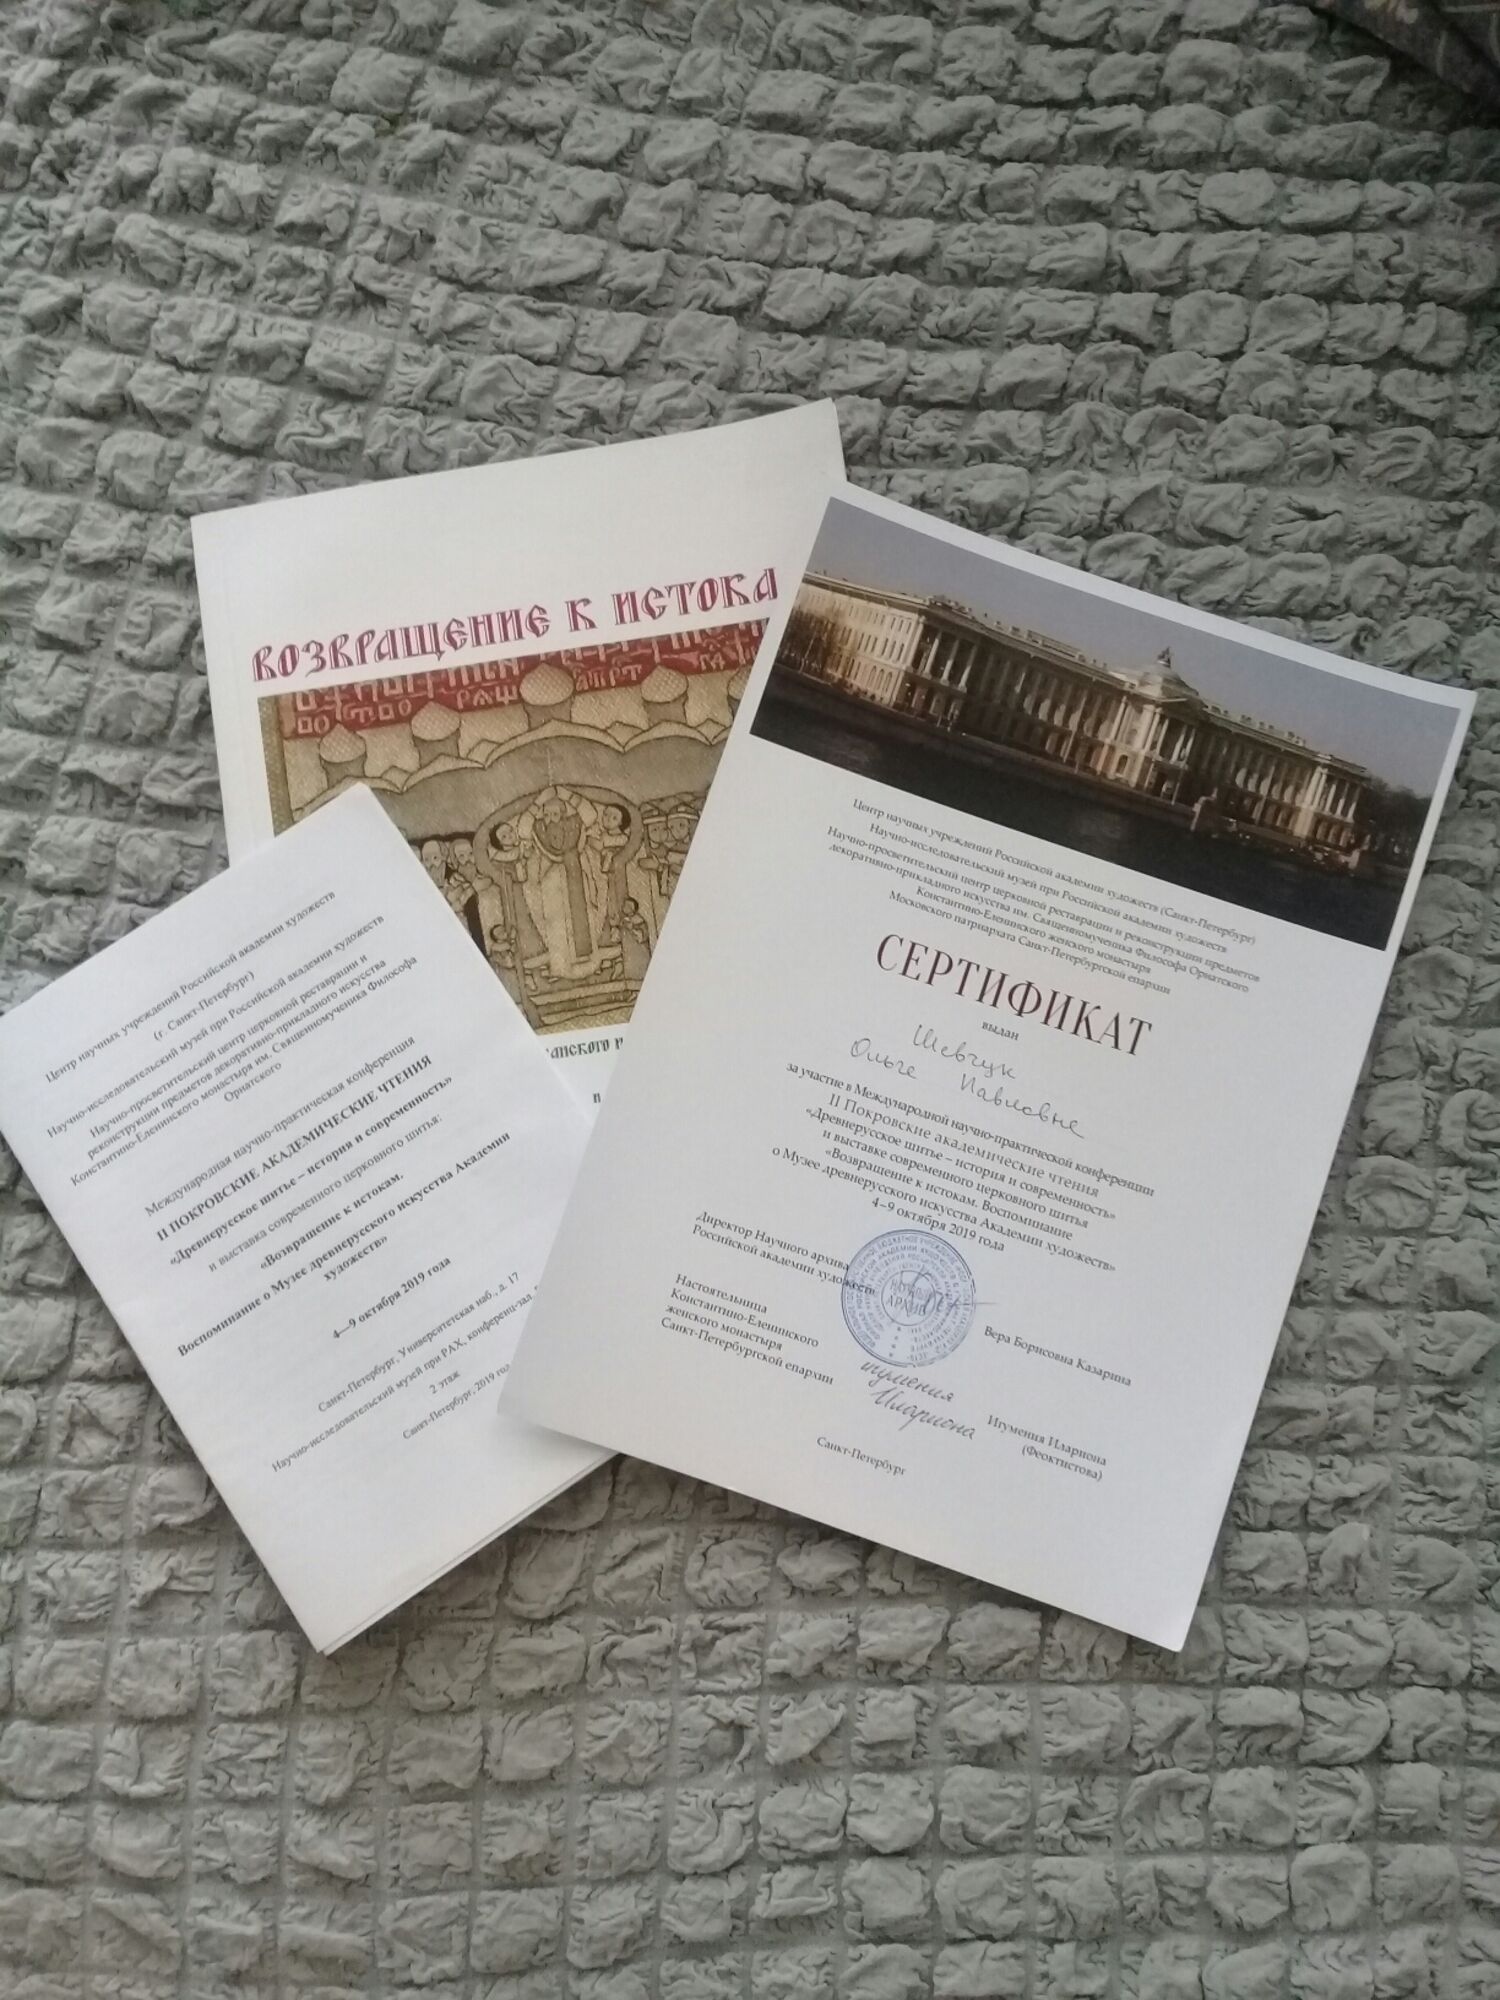 ВОЗВРАЩЕНИЕ К ИСТОКА
Центр научных учреждений Российской академии художеств
(г. Санкт-Петербург)
Научно-исследовательский музей при Российской академии художеств
Научно-просветительский центр церковной реставрации и
реконструкции предметов декоративно-прикладного искусства
Константино-Еленинского монастыря им. Священномученика Философа
Орнатского
Международная научно-практическая конференция
II ПОКРОВСКИЕ АКАДЕМИЧЕСКИЕ ЧТЕНИЯ
«Древнерусское шитье – история и современность»
и выставка современного церковного шитья:
«Возвращение к истокам.
Воспоминание о Музее древнерусского искусства Академии
художеств»
4—9 октября 2019 года
Санкт-Петербург, Университетская наб., д. 17
Научно-исследовательский музей при РАХ, конференц-зал,
2 этаж
Санкт-Петербург, 2019 год
Центр научных учреждений Российской академии художеств (Санкт-Петербург)
Научно-исследовательский музей при Российской академии художеств
Научно-просветительский центр церковной реставрации и реконструкции предметов
декоративно-прикладного искусства им. Священномученика Философа Орнатского
Константино-Еленинского женского монастыря
Московского патриархата Санкт-Петербургской епархии
СЕРТИФИКАТ
выдан
Шевчук
Ольге Павловне
за участие в Международной научно-практической конференции
II Покровские академические чтения
«Древнерусское шитье – история и современность»
и выставке современного церковного шитья
«Возвращение к истокам. Воспоминание
о Музее древнерусского искусства Академии художеств»
4–9 октября 2019 года
Директор Научного архива
Российской академии художеств
Вера Борисовна Казарина
Настоятельница
Константино-Еленинского
женского монастыря
Санкт-Петербургской епархии
игумения
Илариона
Игумения Илариона
(Феоктистова)
Санкт-Петербург